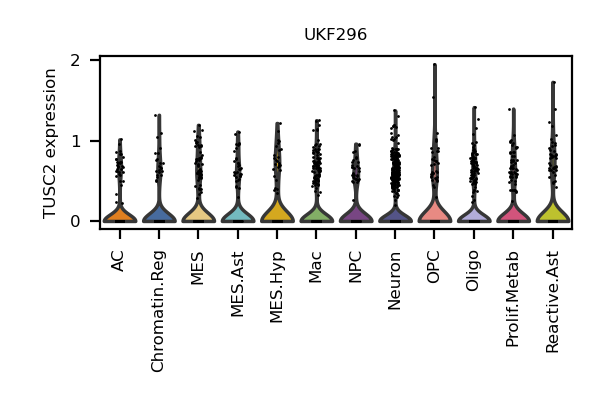 UKF296
TUSC2 expression
2
1
0
AC
Chromatin.Reg
MES
MES.Ast
MES.Hyp
Mac
NPC
Neuron
OPC
Oligo
Prolif.Metab
Reactive.Ast